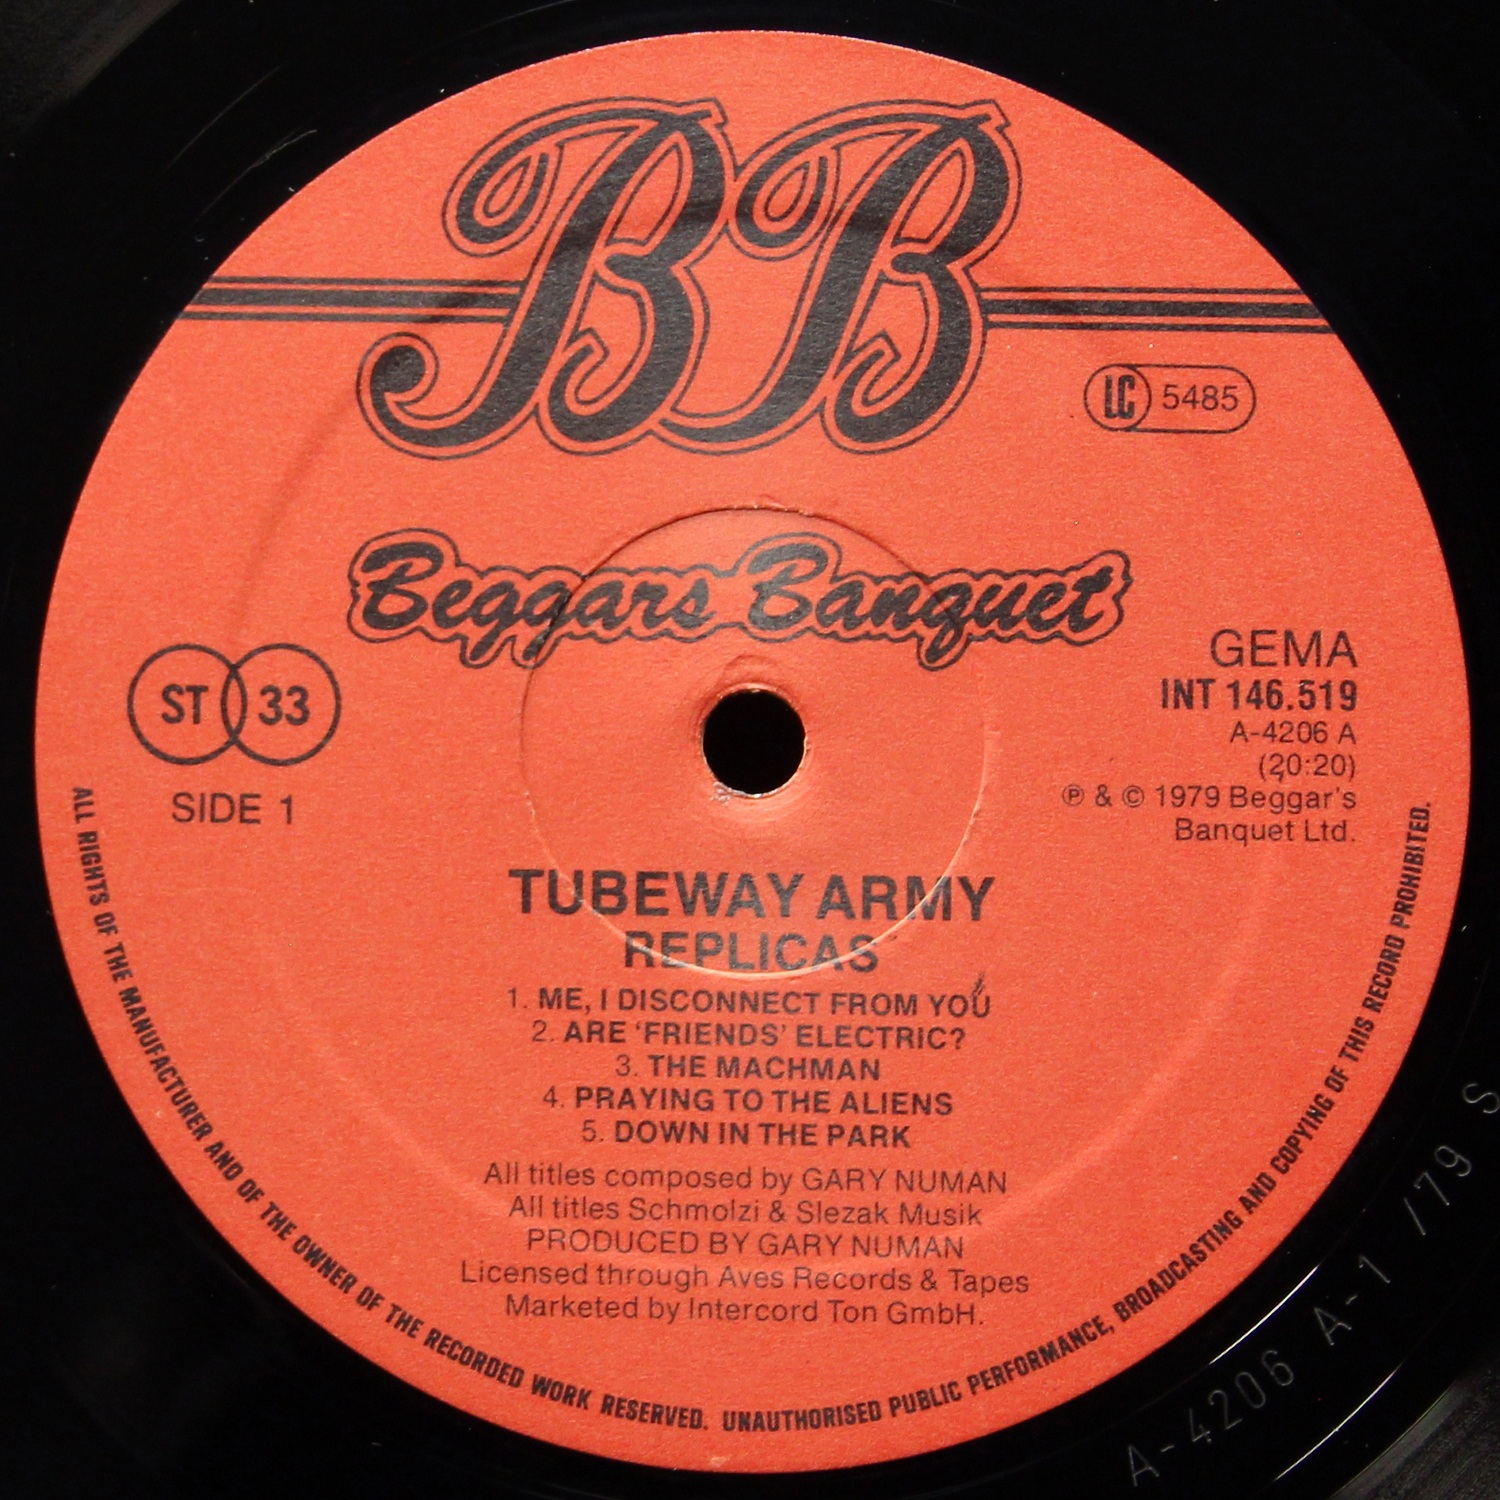 BB
LC 5485
Beggars Banquet
GEMA
INT 146.519
A-4206 A
(20:20)
℗ & © 1979 Beggar's
Banquet Ltd.
ST 33
SIDE 1
TUBEWAY ARMY
REPLICAS
1. ME, I DISCONNECT FROM YOU
2. ARE ‘FRIENDS’ ELECTRIC?
3. THE MACHMAN
4. PRAYING TO THE ALIENS
5. DOWN IN THE PARK
All titles composed by GARY NUMAN
All titles Schmolzi & Slezak Musik
PRODUCED BY GARY NUMAN
Licensed through Aves Records & Tapes
Marketed by Intercord Ton GmbH.
ALL RIGHTS OF THE MANUFACTURER AND OF THE OWNER OF THE RECORDED WORK RESERVED. UNAUTHORISED PUBLIC PERFORMANCE, BROADCASTING AND COPYING OF THIS RECORD PROHIBITED.
A-4206 A-1 /79 S